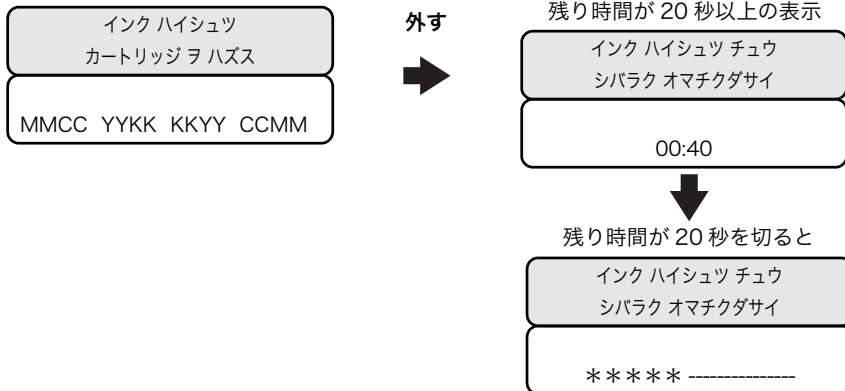 インク ハイシュツ
カートリッジ ヲ ハズス
MMCC YYKK KKYY CCMM
外す
残り時間が 20 秒以上の表示
インク ハイシュツ チュウ
シバラク オマチクダサイ
00:40
残り時間が 20 秒を切ると
インク ハイシュツ チュウ
シバラク オマチクダサイ
＊＊＊＊＊ ---------------